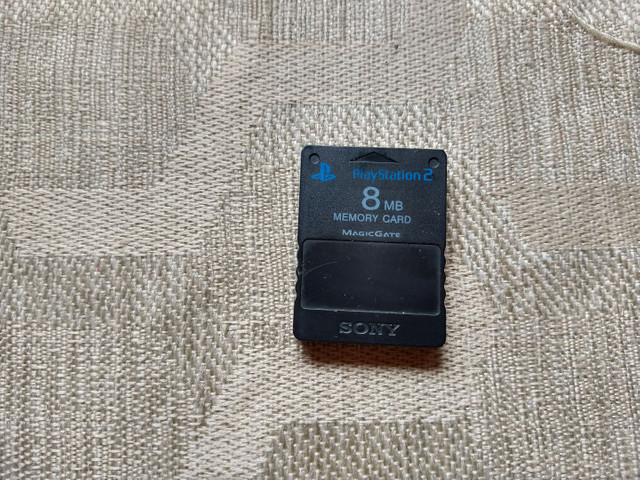 PlayStation 2
8 MB
MEMORY CARD
MAGICGATE
SONY